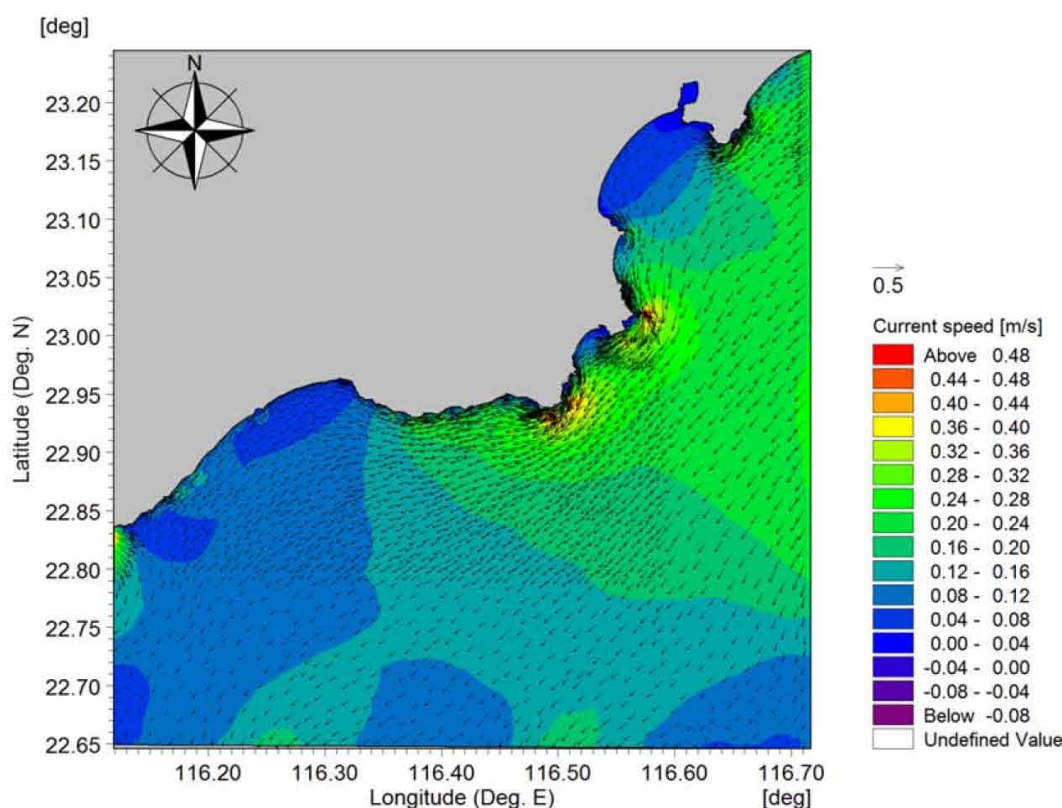 [deg]
N
23.20
23.15
23.10
23.05
23.00
22.95
22.90
22.85
22.80
22.75
22.70
22.65
Latitude (Deg. N)
116.20 116.30 116.40 116.50 116.60 116.70
Longitude (Deg. E) [deg]
0.5
Current speed [m/s]
Above 0.48
0.44 - 0.48
0.40 - 0.44
0.36 - 0.40
0.32 - 0.36
0.28 - 0.32
0.24 - 0.28
0.20 - 0.24
0.16 - 0.20
0.12 - 0.16
0.08 - 0.12
0.04 - 0.08
0.00 - 0.04
-0.04 - 0.00
-0.08 - -0.04
Below -0.08
Undefined Value